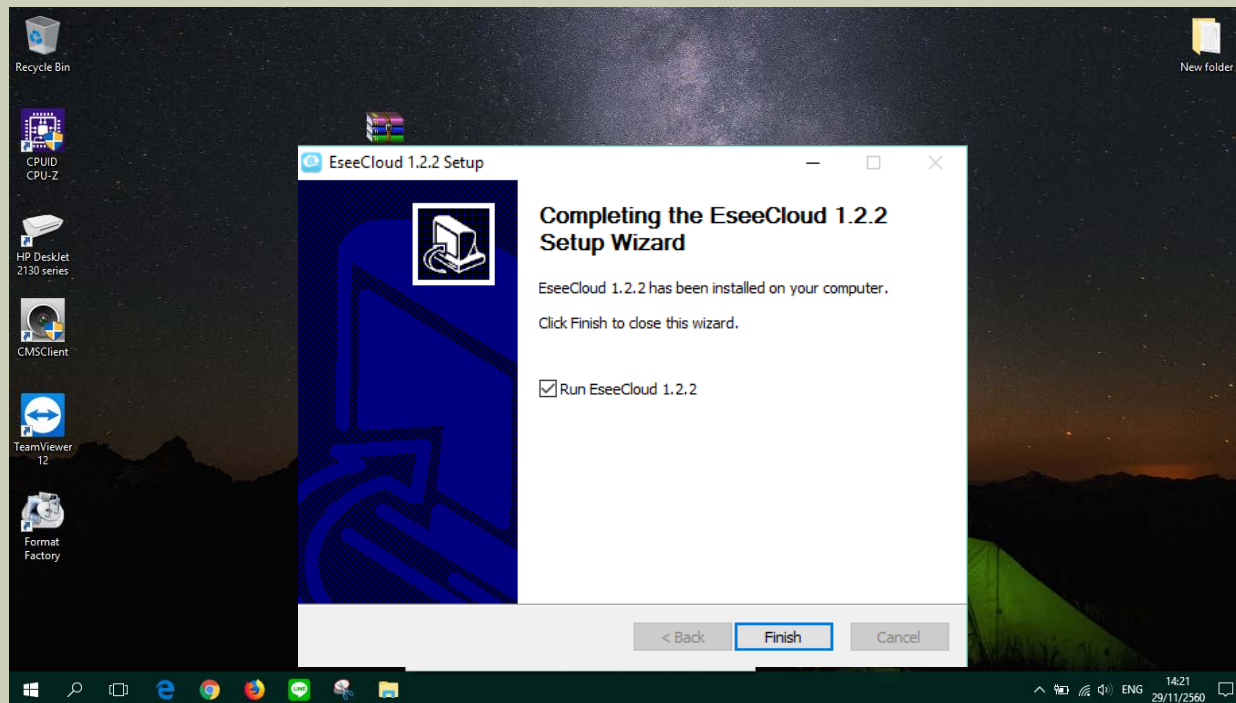 Recycle Bin
New folder
CPUID
CPU-Z
HP DeskJet
2130 series
CMSClient
TeamViewer
12
Format
Factory
EseeCloud 1.2.2 Setup
Completing the EseeCloud 1.2.2
Setup Wizard
EseeCloud 1.2.2 has been installed on your computer.
Click Finish to close this wizard.
Run EseeCloud 1.2.2
< Back
Finish
Cancel
LINE
ENG
14:21
29/11/2560